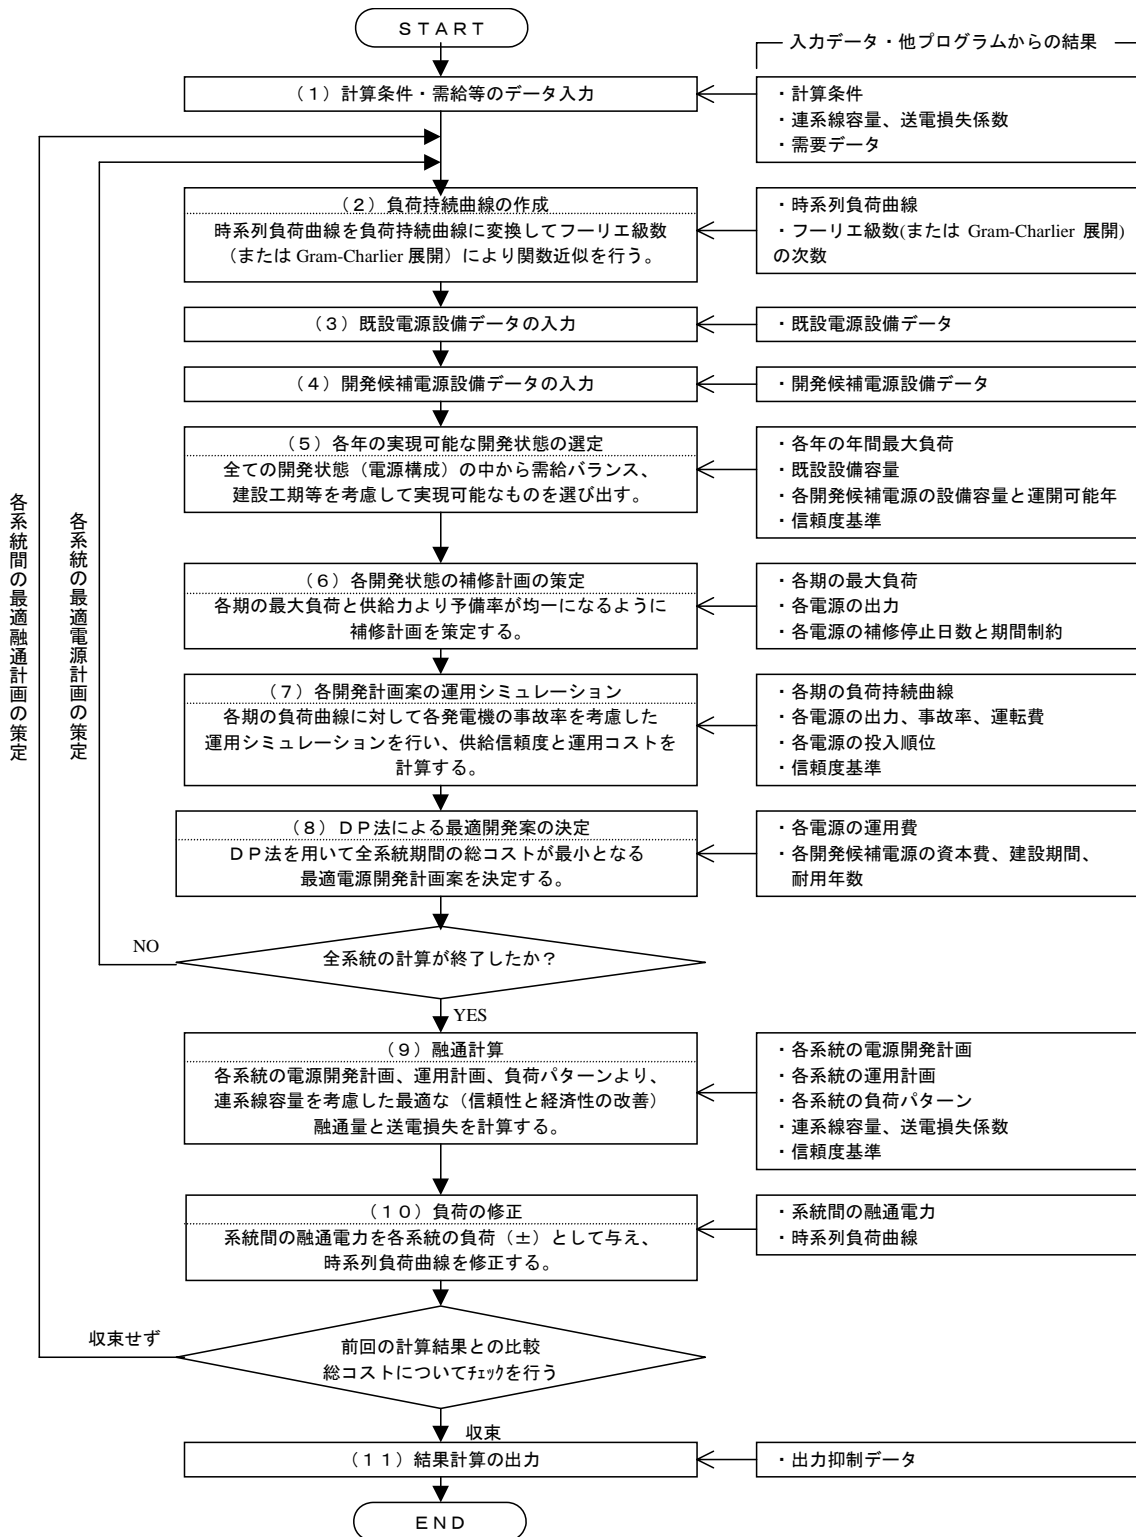 START
入力データ・他プログラムからの結果
(1)計算条件・需給等のデータ入力
・計算条件
・連系線容量、送電損失係数
・需要データ
(2)負荷持続曲線の作成
時系列負荷曲線を負荷持続曲線に変換してフーリエ級数
(または Gram-Charlier 展開)により関数近似を行う。
・時系列負荷曲線
・フーリエ級数(または Gram-Charlier 展開)
の次数
(3)既設電源設備データの入力
・既設電源設備データ
(4)開発候補電源設備データの入力
・開発候補電源設備データ
(5)各年の実現可能な開発状態の選定
全ての開発状態(電源構成)の中から需給バランス、
建設工期等を考慮して実現可能なものを選び出す。
・各年の年間最大負荷
・既設設備容量
・各開発候補電源の設備容量と運開可能年
・信頼度基準
各系統間の最適融通計画の策定
各系統の最適電源計画の策定
(6)各開発状態の補修計画の策定
各期の最大負荷と供給力より予備率が均一になるように
補修計画を策定する。
・各期の最大負荷
・各電源の出力
・各電源の補修停止日数と期間制約
(7)各開発計画案の運用シミュレーション
各期の負荷曲線に対して各発電機の事故率を考慮した
運用シミュレーションを行い、供給信頼度と運用コストを
計算する。
・各期の負荷持続曲線
・各電源の出力、事故率、運転費
・各電源の投入順位
・信頼度基準
(8)DP法による最適開発案の決定
DP法を用いて全系統期間の総コストが最小となる
最適電源開発計画案を決定する。
・各電源の運用費
・各開発候補電源の資本費、建設期間、
耐用年数
NO
全系統の計算が終了したか?
YES
(9)融通計算
各系統の電源開発計画、運用計画、負荷パターンより、
連系線容量を考慮した最適な(信頼性と経済性の改善)
融通量と送電損失を計算する。
・各系統の電源開発計画
・各系統の運用計画
・各系統の負荷パターン
・連系線容量、送電損失係数
・信頼度基準
(10)負荷の修正
系統間の融通電力を各系統の負荷(±)として与え、
時系列負荷曲線を修正する。
・系統間の融通電力
・時系列負荷曲線
収束せず
前回の計算結果との比較
総コストについてチェックを行う
収束
(11)結果計算の出力
・出力抑制データ
END